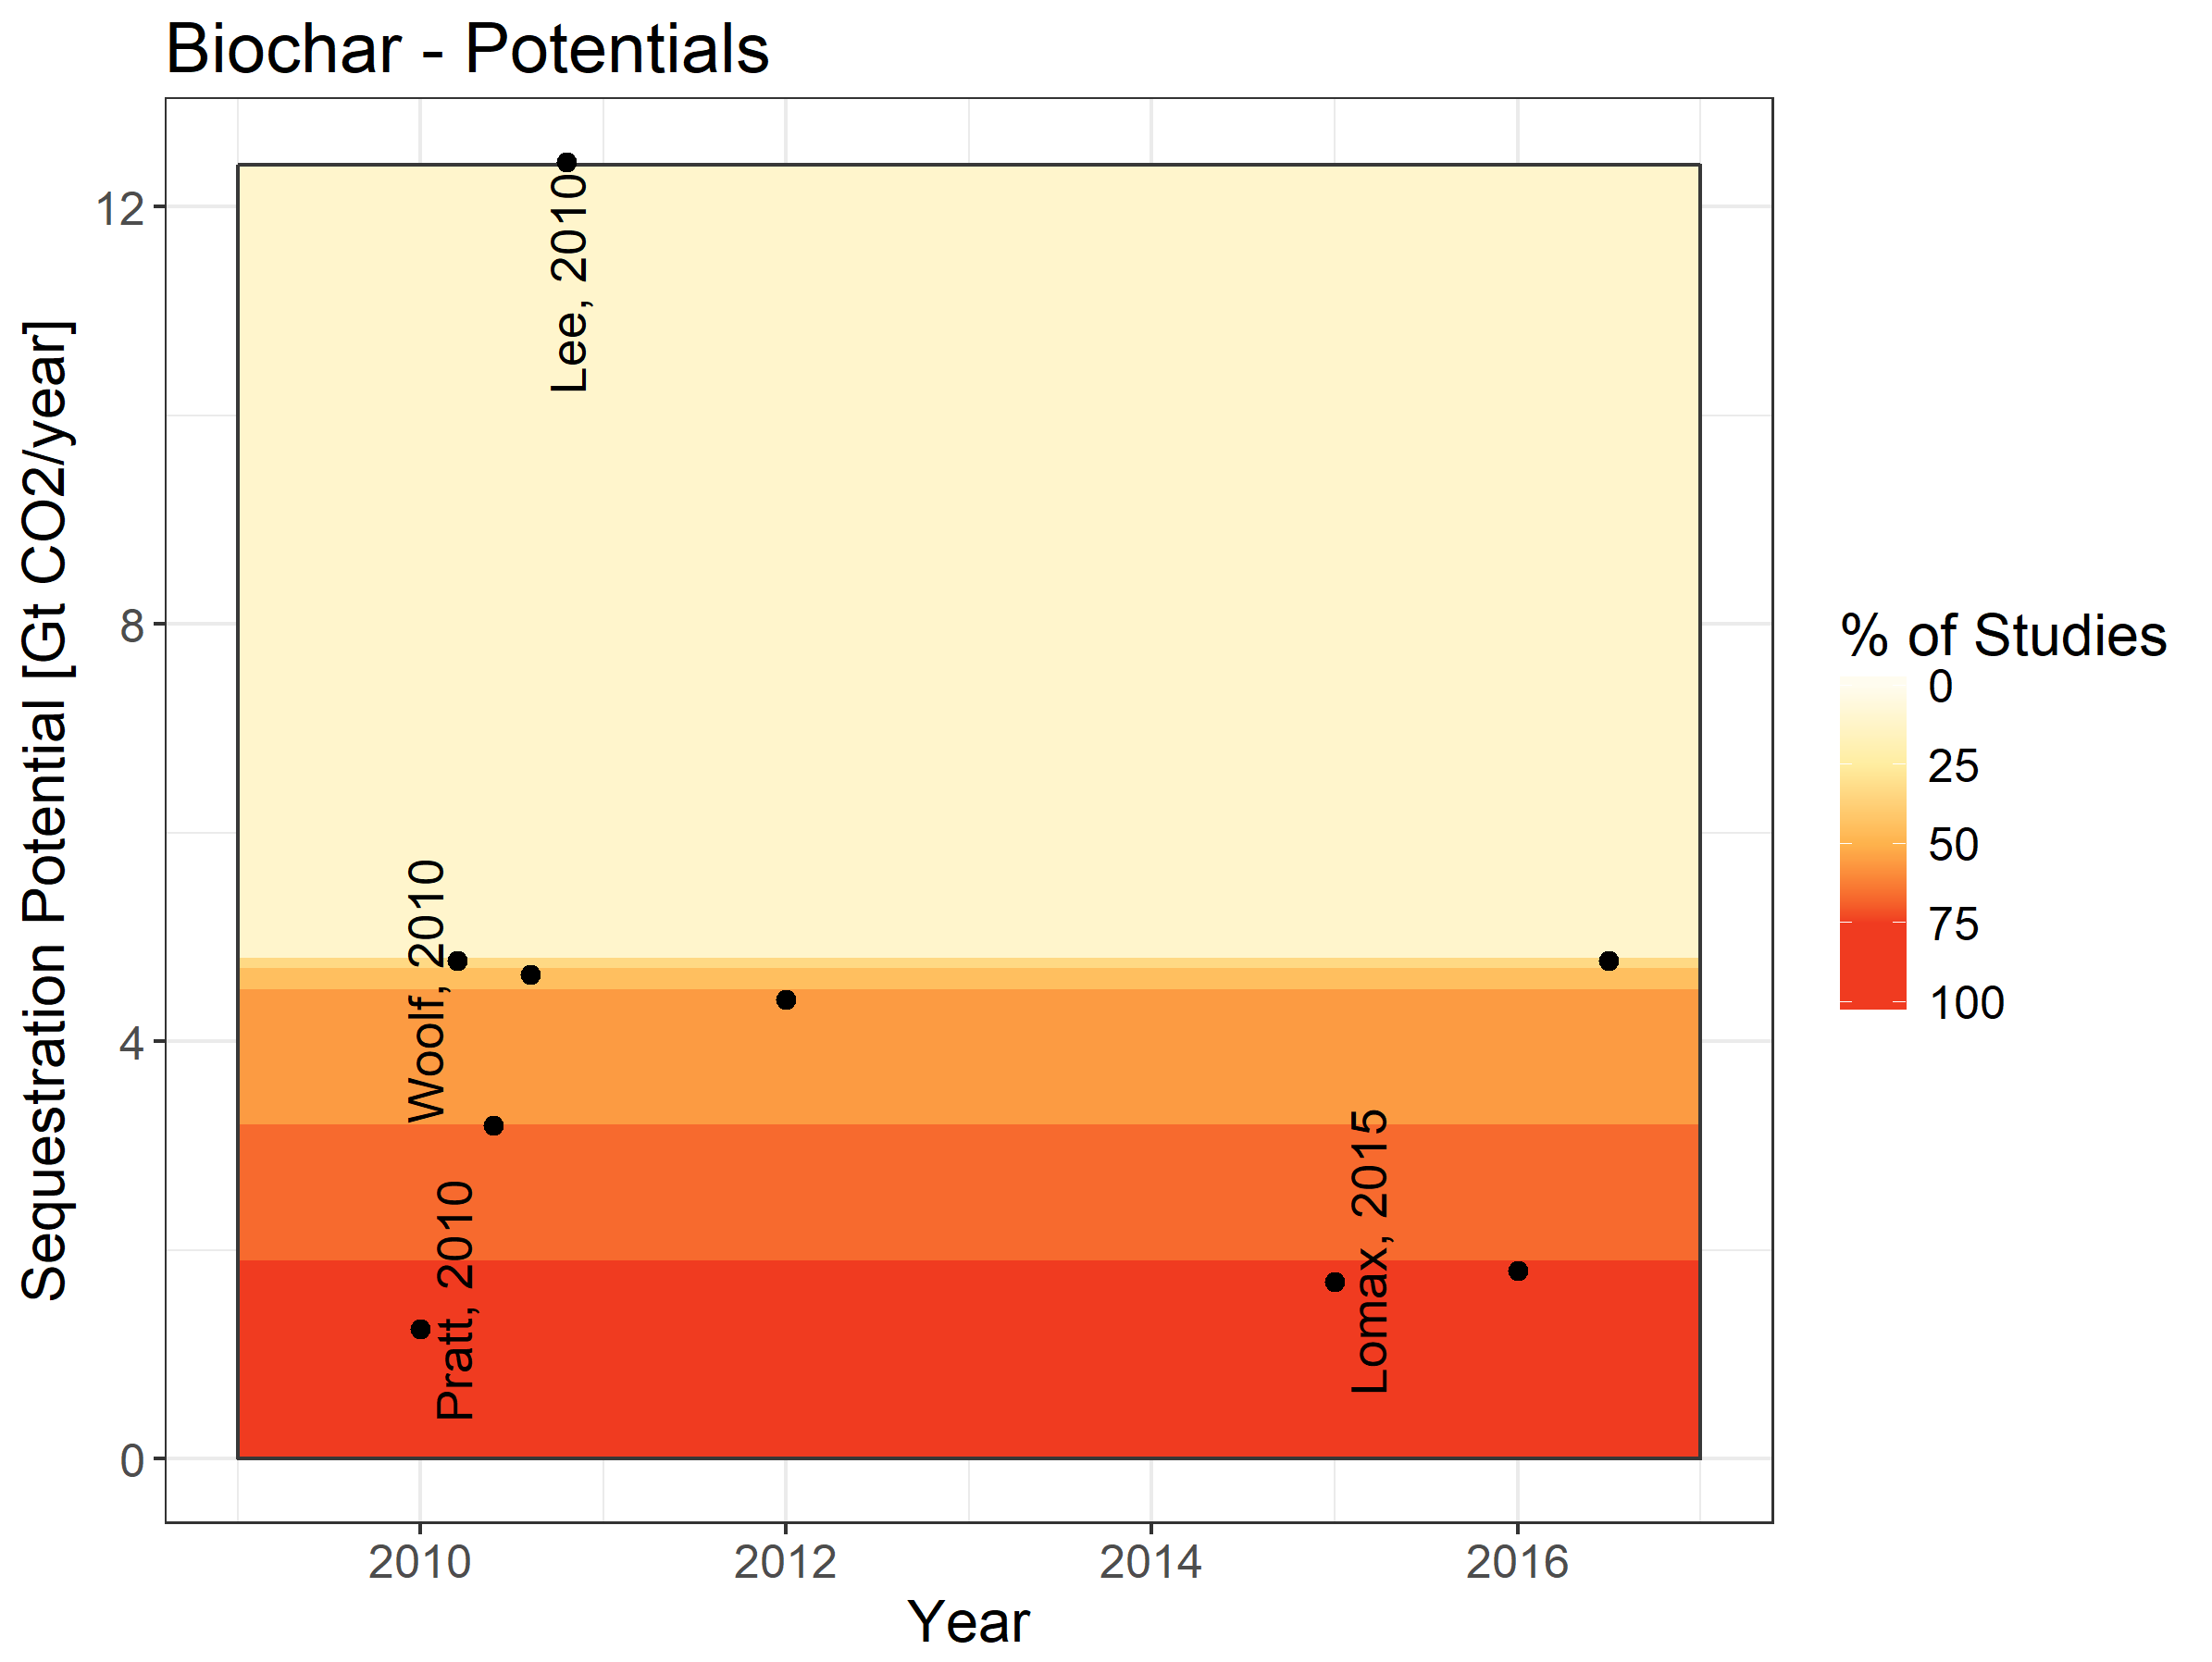 Biochar - Potentials
Sequestration Potential [Gt CO2/year]
12
8
4
0
Lee, 2010
Woolf, 2010
Pratt, 2010
Lomax, 2015
2010
2012
2014
2016
Year
% of Studies
0
25
50
75
100